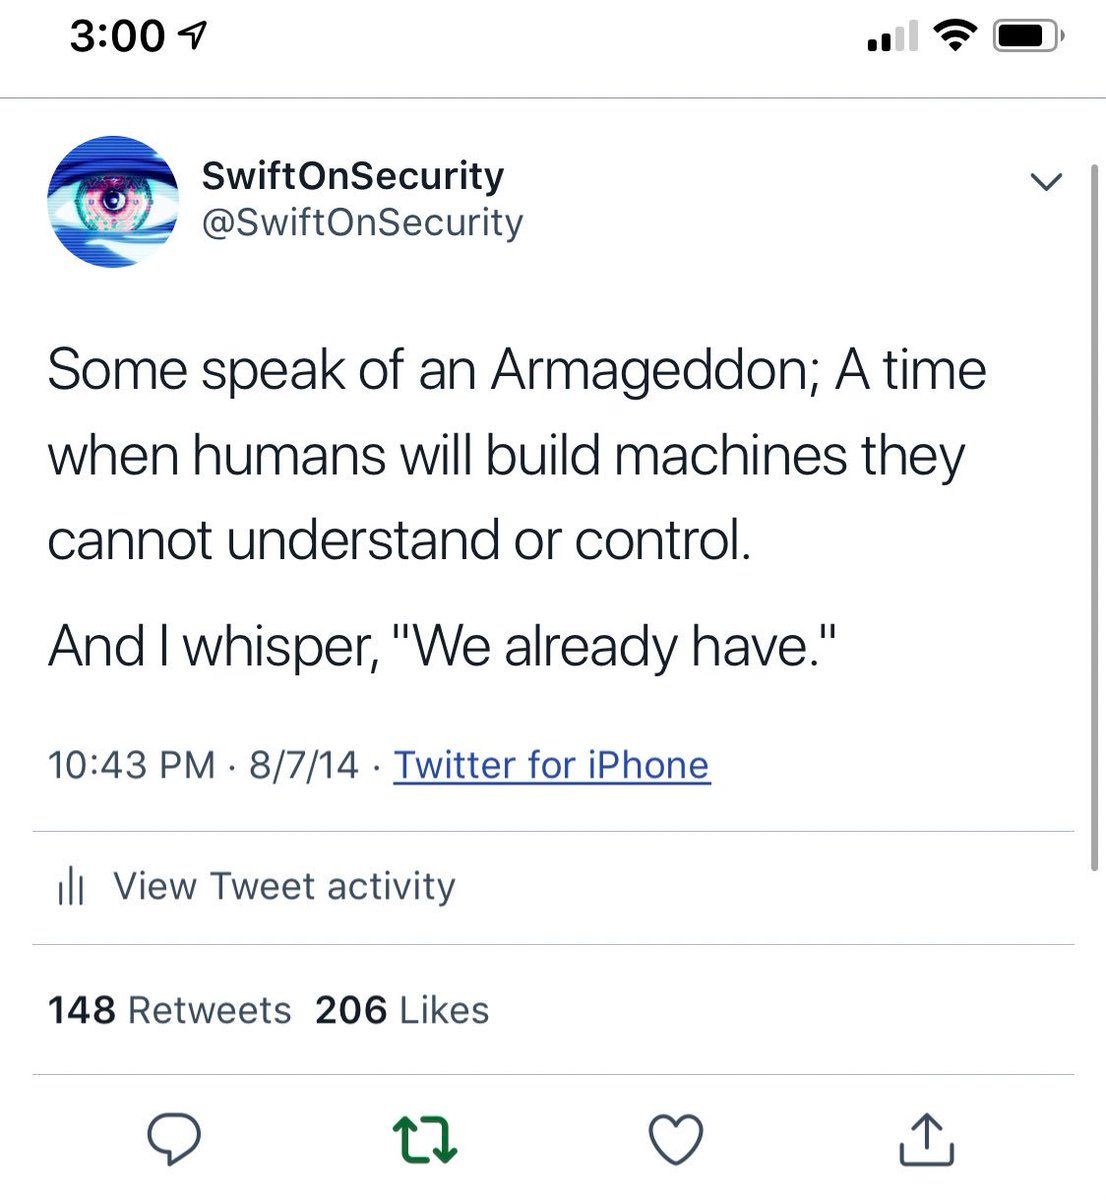 3:00
SwiftOnSecurity
@SwiftOnSecurity
Some speak of an Armageddon; A time
when humans will build machines they
cannot understand or control.
And I whisper, "We already have."
10:43 PM · 8/7/14 · Twitter for iPhone
View Tweet activity
148 Retweets 206 Likes